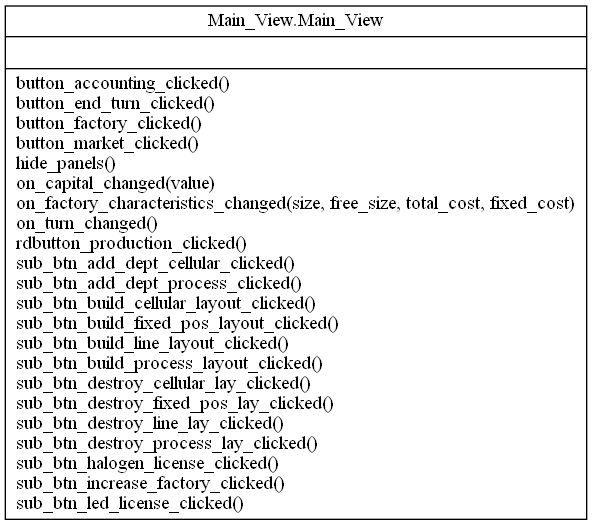 Main_View.Main_View
button_accounting_clicked()
button_end_turn_clicked()
button_factory_clicked()
button_market_clicked()
hide_panels()
on_capital_changed(value)
on_factory_characteristics_changed(size, free_size, total_cost, fixed_cost)
on_turn_changed()
rdbutton_production_clicked()
sub_btn_add_dept_cellular_clicked()
sub_btn_add_dept_process_clicked()
sub_btn_build_cellular_layout_clicked()
sub_btn_build_fixed_pos_layout_clicked()
sub_btn_build_line_layout_clicked()
sub_btn_build_process_layout_clicked()
sub_btn_destroy_cellular_lay_clicked()
sub_btn_destroy_fixed_pos_lay_clicked()
sub_btn_destroy_line_lay_clicked()
sub_btn_destroy_process_lay_clicked()
sub_btn_halogen_license_clicked()
sub_btn_increase_factory_clicked()
sub_btn_led_license_clicked()